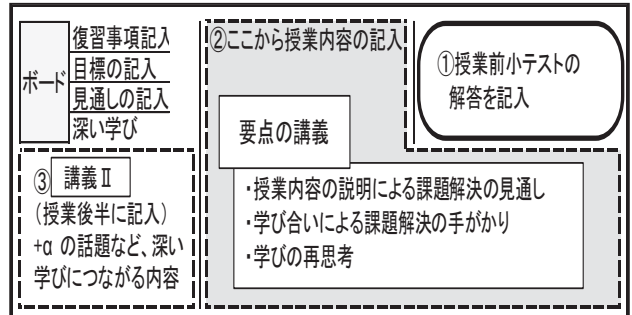 ボード
復習事項記入
目標の記入
見通しの記入
深い学び
②ここから授業内容の記入
①授業前小テストの
解答を記入
要点の講義
・授業内容の説明による課題解決の見通し
・学び合いによる課題解決の手がかり
・学びの再思考
③ 講義Ⅱ
(授業後半に記入)
+α の話題など、深い
学びにつながる内容